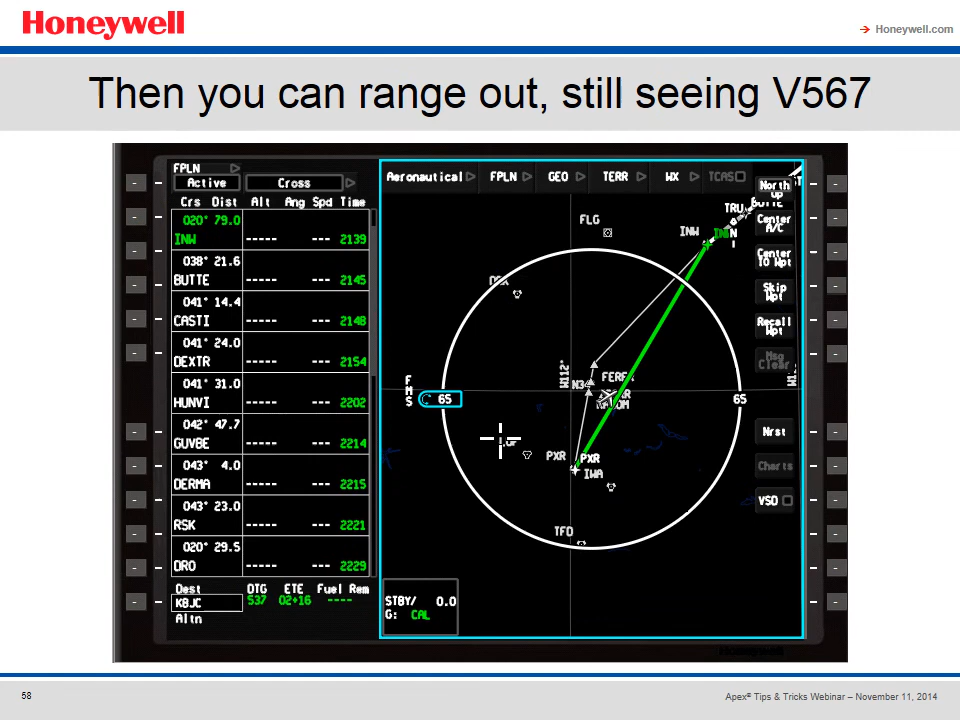 Honeywell
Honeywell.com
Then you can range out, still seeing V567
FPLN
Active
Cross
Crs Dist Alt Ang Spd Time
020° 79.0
INW ----- --- 2139
038° 21.6
BUTTE ----- --- 2145
041° 14.4
CASTI ----- --- 2148
041° 24.0
DEXTR ----- --- 2154
041° 31.0
HUNVI ----- --- 2202
042° 47.7
GUVBE ----- --- 2214
043° 4.0
DERMA ----- --- 2215
043° 23.0
RSK ----- --- 2221
020° 29.5
DRO ----- --- 2229
Dest DTG ETE Fuel Rem
KBJC 537 02+16 ----
Altn
Aeronautical FPLN GEO TERR WX TCAS
North Up
Center A/C
Center TO Wpt
Skip Wpt
Recall Wpt
Msg Clear
Nrst
Charts
VSD
FLG
INW
TRU
BUTTE
W112°
N3
FMS
65
65
PXR
PXR
IWA
TFD
STBY/ 0.0
G: CAL
Honeywell
58
Apex® Tips & Tricks Webinar – November 11, 2014